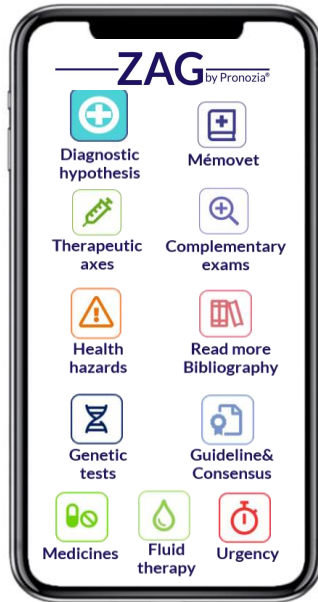 ZAG
by Pronozia®
Diagnostic
hypothesis
Mémovet
Therapeutic
axes
Complementary
exams
Health
hazards
Read more
Bibliography
Genetic
tests
Guideline&
Consensus
Medicines
Fluid
therapy
Urgency